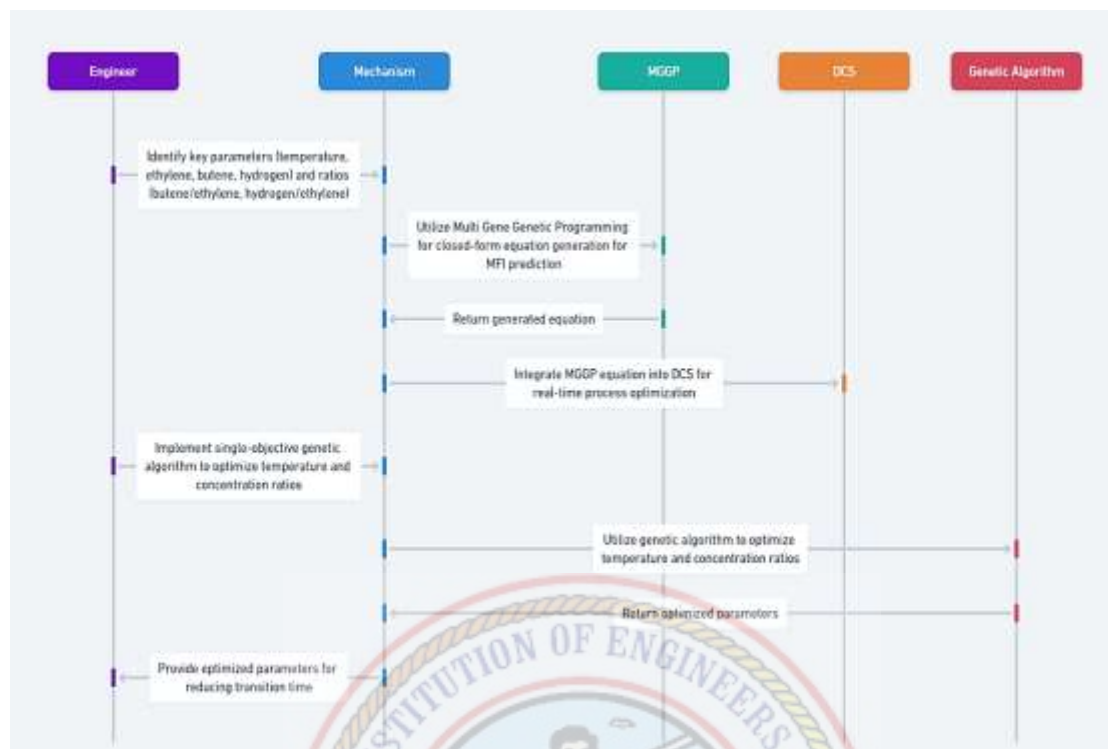 Engineer
Mechanism
MGGP
DCS
Genetic Algorithm
Identify key parameters (temperature,
ethylene, butene, hydrogen) and ratios
(butene/ethylene, hydrogen/ethylene)
Utilize Multi Gene Genetic Programming
for closed-form equation generation for
MFI prediction
Return generated equation
Integrate MGGP equation into DCS for
real-time process optimization
Implement single-objective genetic
algorithm to optimize temperature and
concentration ratios
Utilize genetic algorithm to optimize
temperature and concentration ratios
Return optimized parameters
Provide optimized parameters for
reducing transition time
STITUTION OF ENGINEERS